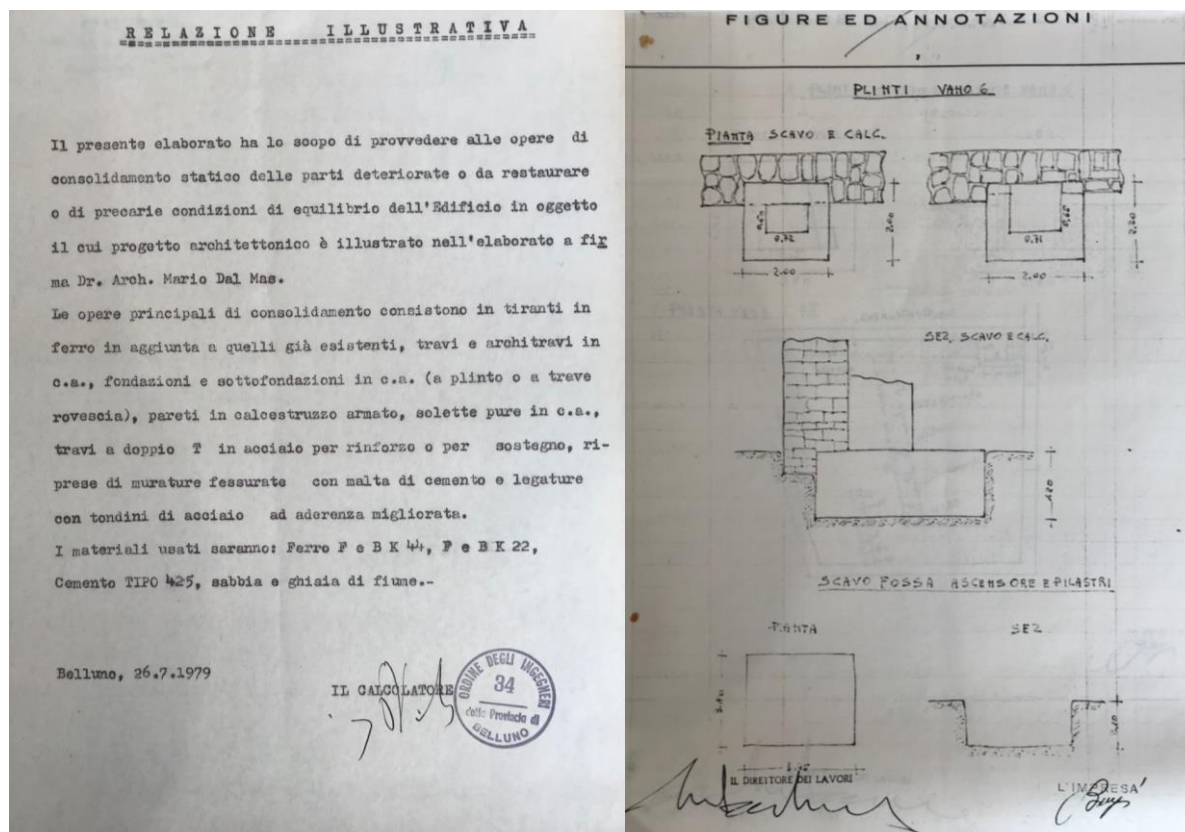 RELAZIONE ILLUSTRATIVA
Il presente elaborato ha lo scopo di provvedere alle opere di
consolidamento statico delle parti deteriorate o da restaurare
o di precarie condizioni di equilibrio dell'Edificio in oggetto
il cui progetto architettonico è illustrato nell'elaborato a fir
ma Dr. Arch. Mario Dal Mas.
Le opere principali di consolidamento consistono in tiranti in
ferro in aggiunta a quelli già esistenti, travi e architravi in
c.a., fondazioni e sottofondazioni in c.a. (a plinto o a trave
rovescia), pareti in calcestruzzo armato, solette pure in c.a.,
travi a doppio T in acciaio per rinforzo o per sostegno, ri-
prese di murature fessurate con malta di cemento e legature
con tondini di acciaio ad aderenza migliorata.
I materiali usati saranno: Ferro F e B K 44, F e B K 22,
Cemento TIPO 425, sabbia e ghiaia di fiume.-
Belluno, 26.7.1979
IL CALCOLATORE
ORDINE DEGLI INGEGNERI
34
della Provincia di
BELLUNO
FIGURE ED ANNOTAZIONI
PLINTI VANO 6
PIANTA SCAVO E CALC.
0.72
2.00
2.00
0.71
2.00
2.20
SEZ. SCAVO E CALC.
1.20
SCAVO FOSSA ASCENSORE E PILASTRI
PIANTA
SEZ
IL DIRETTORE DEI LAVORI
L'IMPRESA